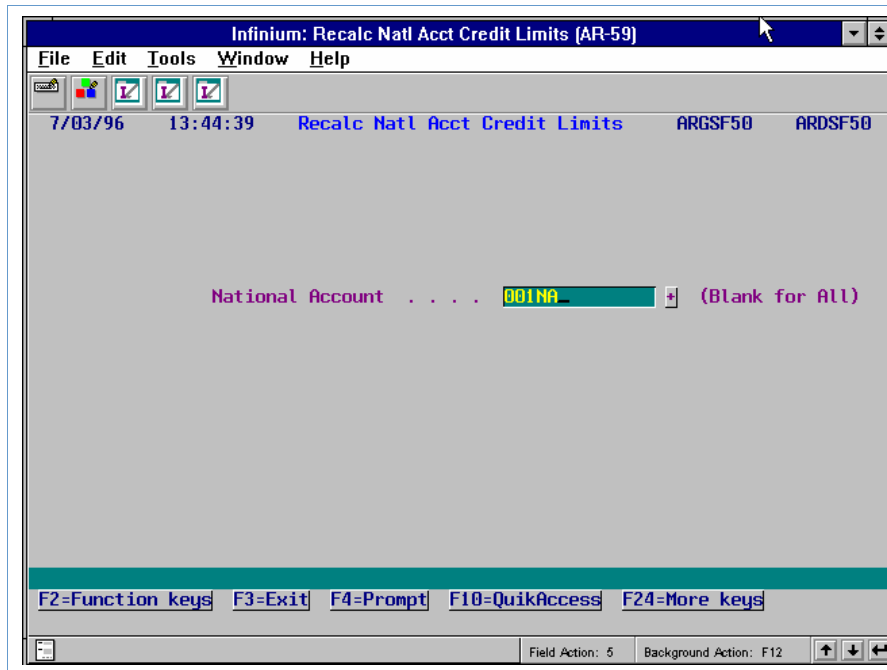 Infinium: Recalc Natl Acct Credit Limits (AR-59)
File Edit Tools Window Help
7/03/96 13:44:39 Recalc Natl Acct Credit Limits ARGSF50 ARDSF50
National Account . . . . 001NA_ + (Blank for All)
F2=Function keys F3=Exit F4=Prompt F10=QuikAccess F24=More keys
Field Action: 5 Background Action: F12